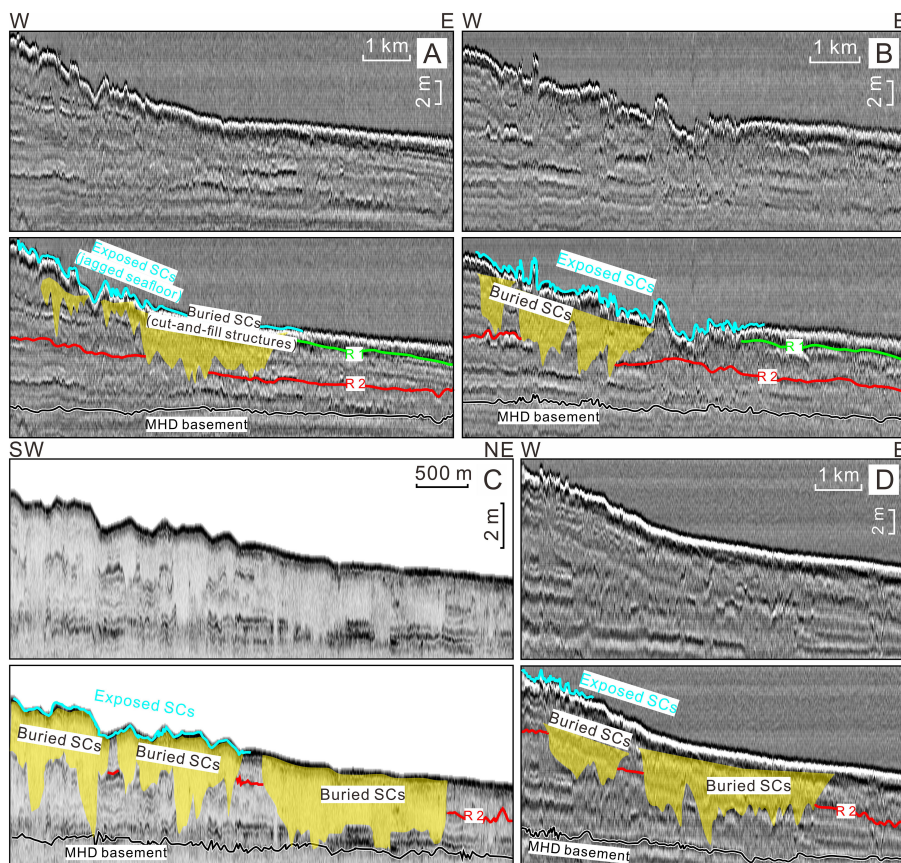 W E
1 km A
2 m
W E
1 km B
2 m
Exposed SCs
(jagged seafloor)
Buried SCs
(cut-and-fill structures
R 1
R 2
MHD basement
Exposed SCs
Buried SCs
R 1
R 2
MHD basement
SW NE
500 m C
2 m
W E
1 km D
2 m
Exposed SCs
Buried SCs
Buried SCs
Buried SCs
R 2
MHD basement
Exposed SCs
Buried SCs
Buried SCs
R 2
MHD basement